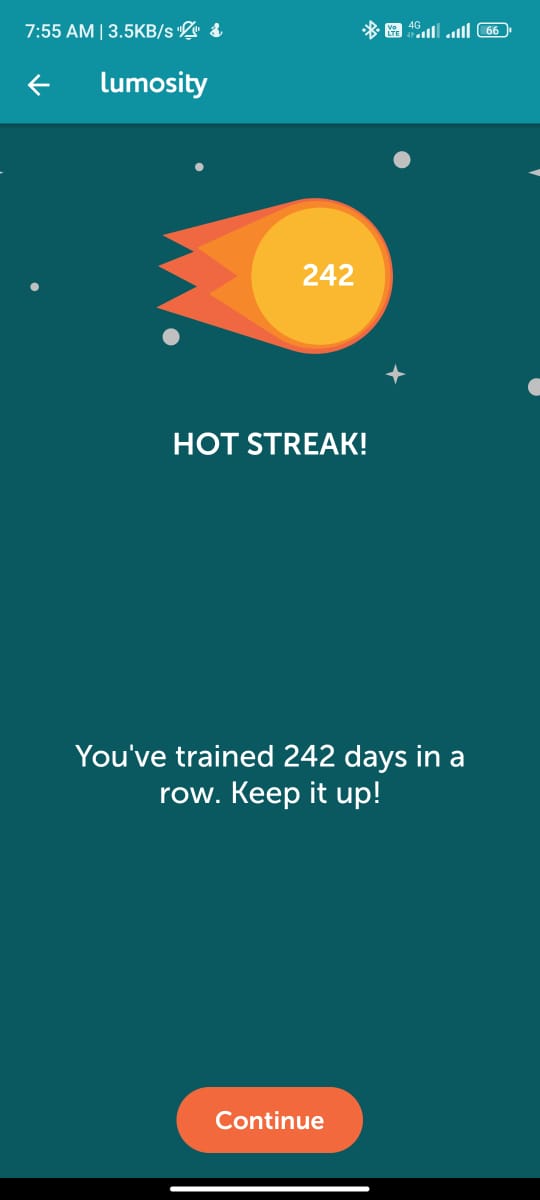 7:55 AM | 3.5KB/s
Vo LTE 4G 66
lumosity
242
HOT STREAK!
You've trained 242 days in a
row. Keep it up!
Continue